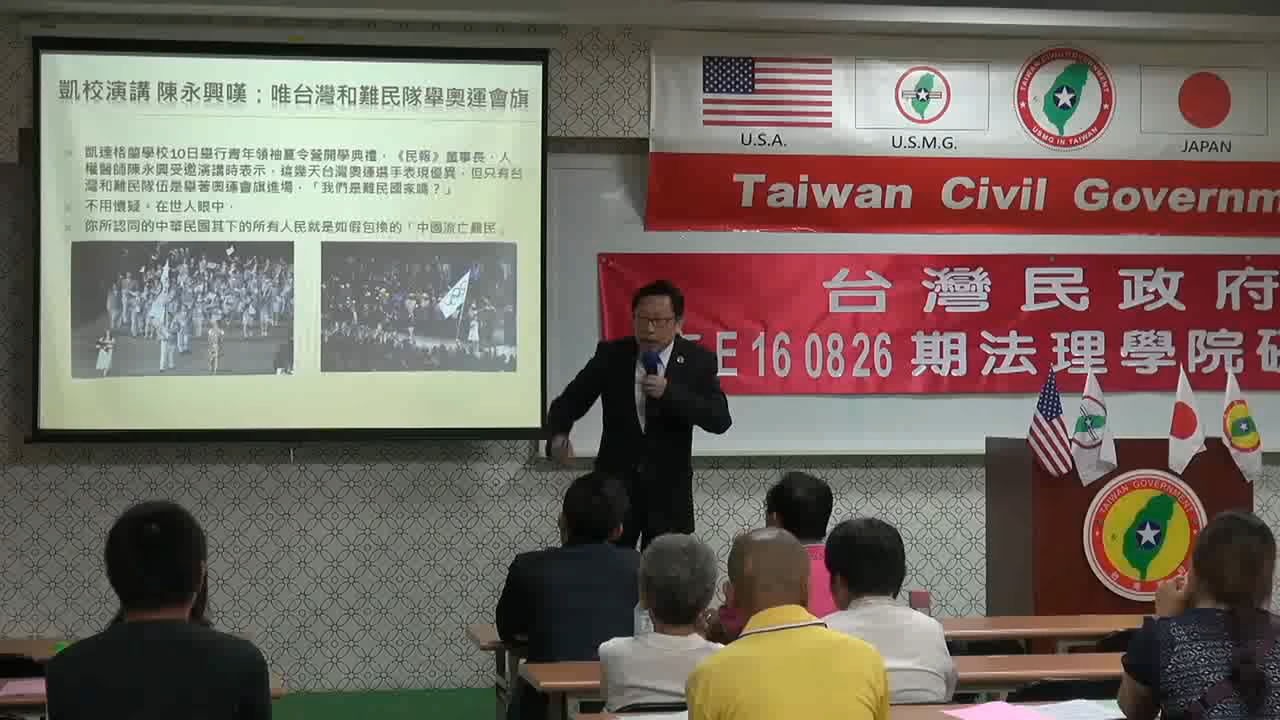 凱校演講 陳永興嘆：唯台灣和難民隊舉奧運會旗
凱達格蘭學校10日舉行青年領袖夏令營開學典禮，《民報》董事長、人
權醫師陳永興受邀演講時表示，這幾天台灣奧運選手表現優異，但只有台
灣和難民隊伍是舉著奧運會旗進場，「我們是難民國家嗎？」
不用懷疑。在世人眼中，
你所認同的中華民國其下的所有人民就是如假包換的「中國流亡難民」
U.S.A.
U.S.M.G.
TAIWAN GOVERNMENT
USMG IN TAIWAN
JAPAN
Taiwan Civil Governm
台灣民政府
E 16 0826 期法理學院研
TAIWAN GOVERNMENT